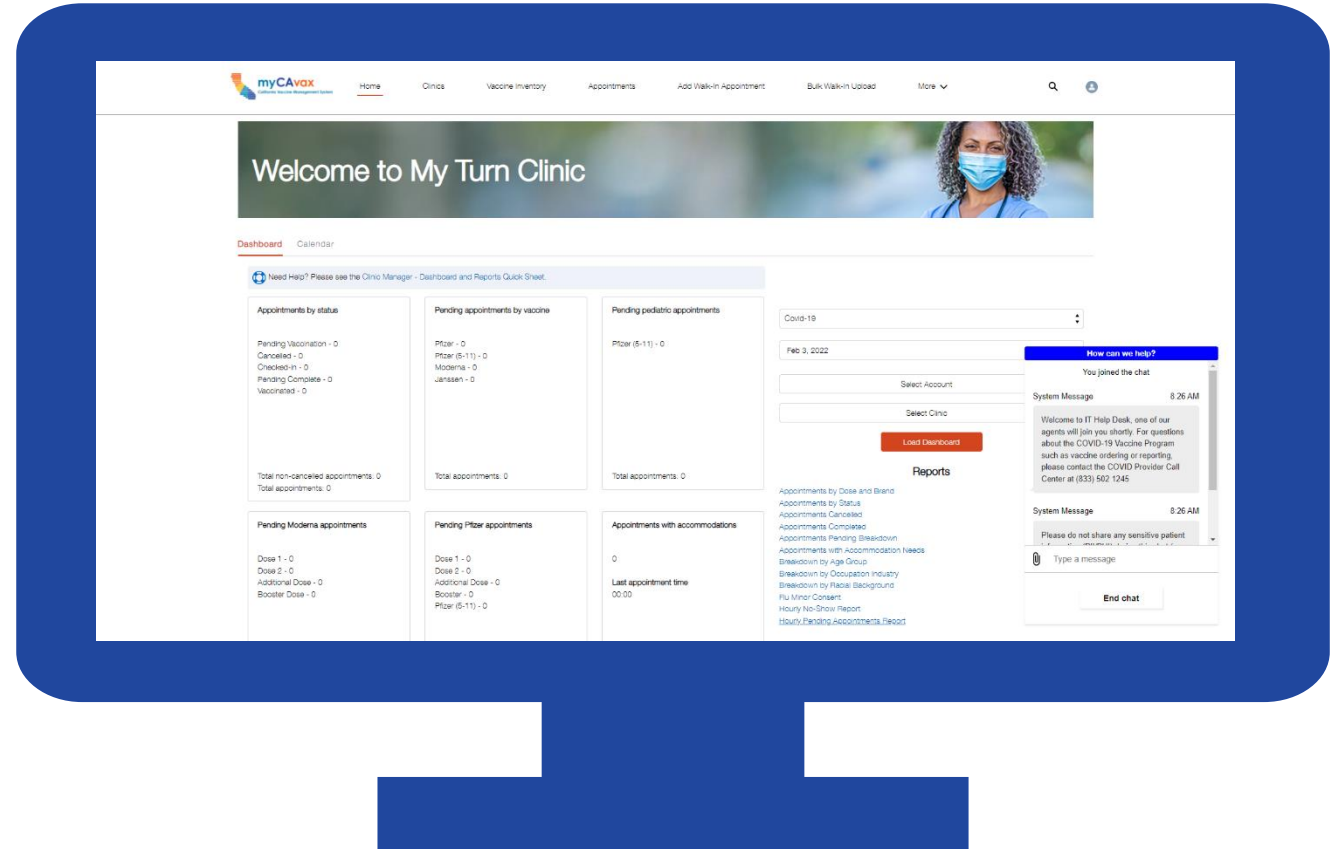 myCAvax
California Vaccine Management System
Home
Clinics
Vaccine Inventory
Appointments
Add Walk-In Appointment
Bulk Walk-In Upload
More
Welcome to My Turn Clinic
Dashboard
Calendar
Need Help? Please see the Clinic Manager - Dashboard and Reports Quick Sheet.
Appointments by status
Pending Vaccination - 0
Cancelled - 0
Checked-in - 0
Pending Complete - 0
Vaccinated - 0
Total non-cancelled appointments: 0
Total appointments: 0
Pending appointments by vaccine
Pfizer - 0
Pfizer (5-11) - 0
Moderna - 0
Janssen - 0
Total appointments: 0
Pending pediatric appointments
Pfizer (5-11) - 0
Total appointments: 0
Pending Moderna appointments
Dose 1 - 0
Dose 2 - 0
Additional Dose - 0
Booster Dose - 0
Pending Pfizer appointments
Dose 1 - 0
Dose 2 - 0
Additional Dose - 0
Booster - 0
Pfizer (5-11) - 0
Appointments with accommodations
0
Last appointment time
00:00
Covid-19
Feb 3, 2022
Select Account
Select Clinic
Load Dashboard
Reports
Appointments by Dose and Brand
Appointments by Status
Appointments Cancelled
Appointments Completed
Appointments Pending Breakdown
Appointments with Accommodation Needs
Breakdown by Age Group
Breakdown by Occupation Industry
Breakdown by Racial Background
Flu Minor Consent
Hourly No-Show Report
Hourly Pending Appointments Report
How can we help?
You joined the chat
System Message 8:26 AM
Welcome to IT Help Desk, one of our
agents will join you shortly. For questions
about the COVID-19 Vaccine Program
such as vaccine ordering or reporting,
please contact the COVID Provider Call
Center at (833) 502 1245
System Message 8:26 AM
Please do not share any sensitive patient
Type a message
End chat